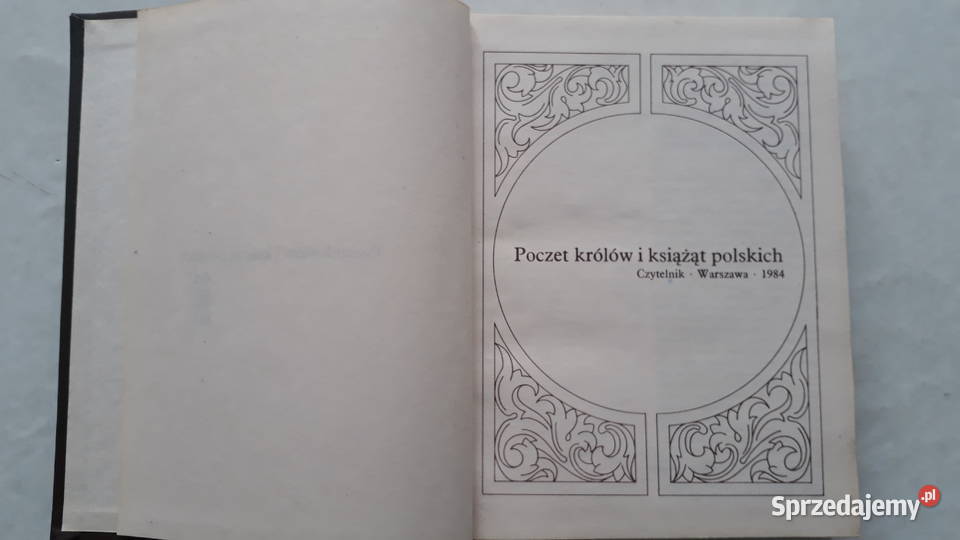 Poczet królów i książąt polskich
Czytelnik · Warszawa · 1984
Sprzedajemy.pl